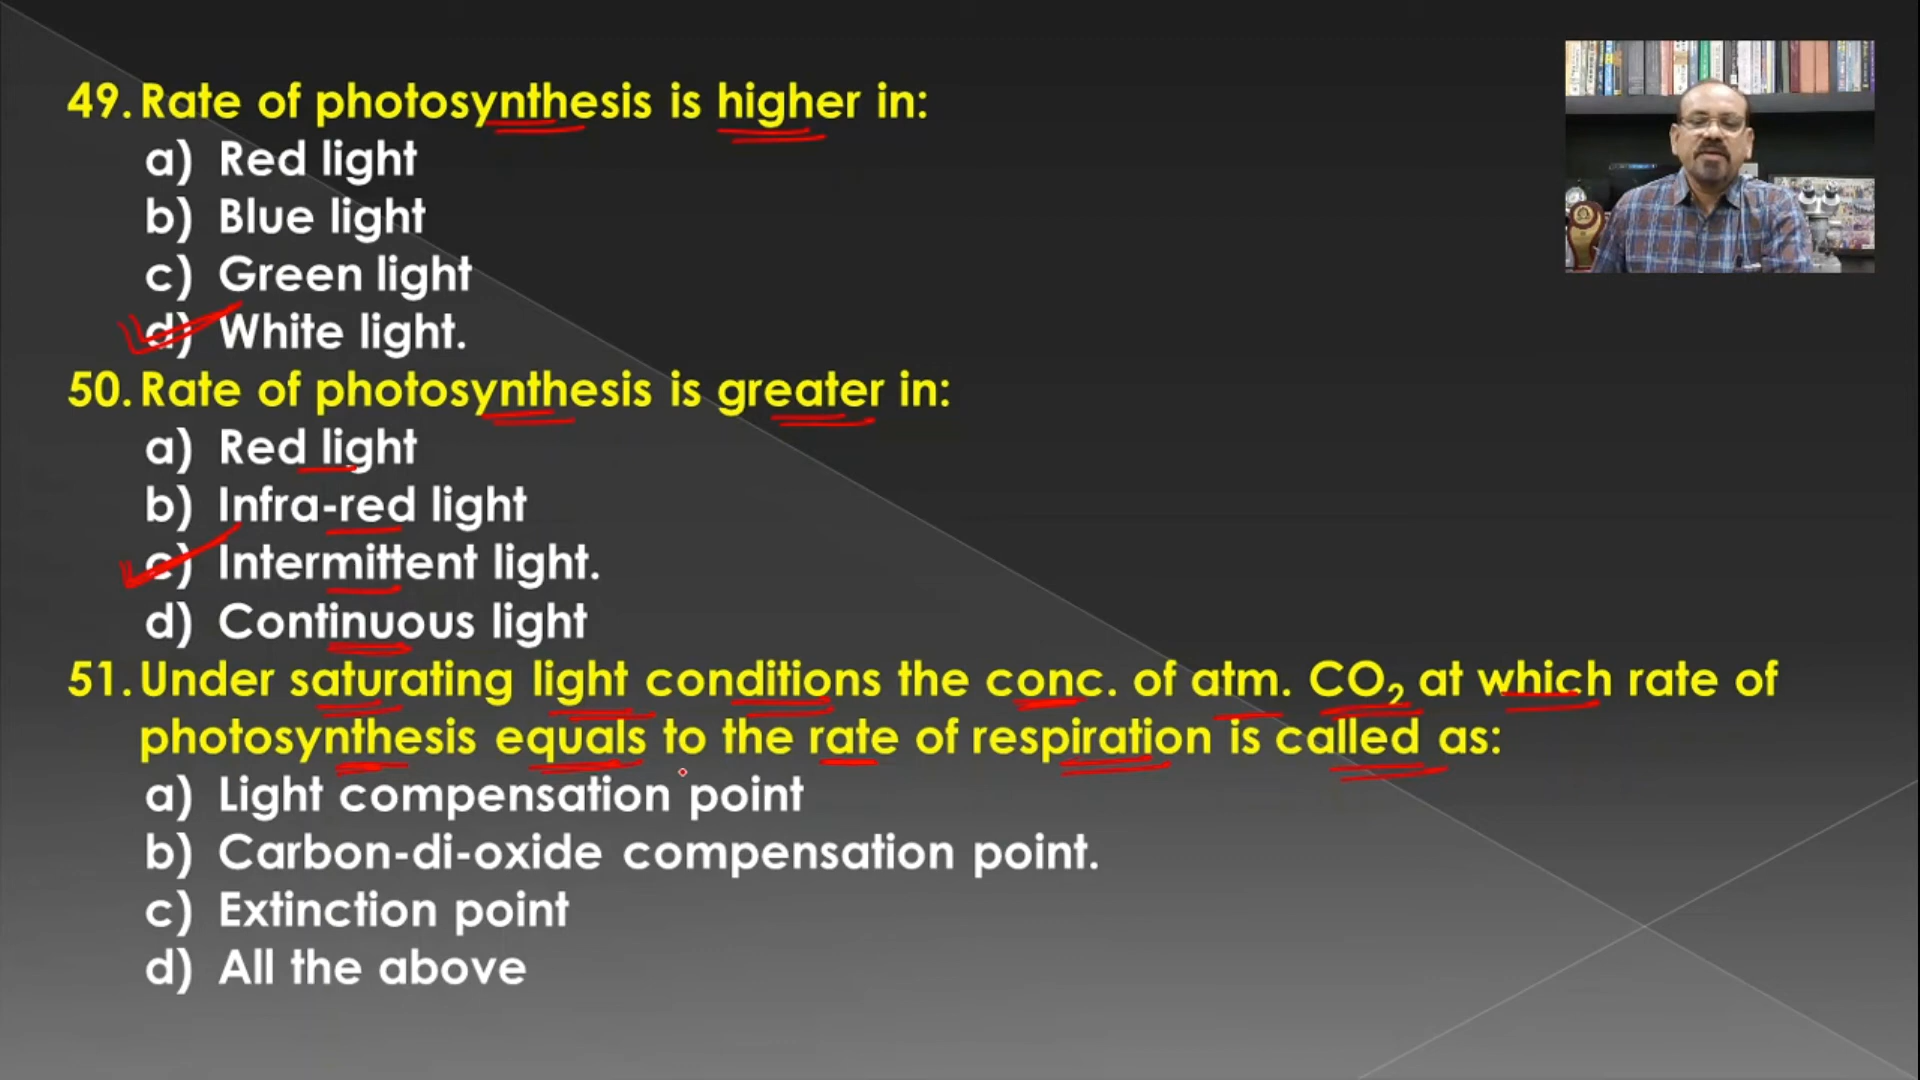 49. Rate of photosynthesis is higher in:
a) Red light
b) Blue light
c) Green light
d) White light.
50. Rate of photosynthesis is greater in:
a) Red light
b) Infra-red light
c) Intermittent light.
d) Continuous light
51. Under saturating light conditions the conc. of atm. CO₂ at which rate of
photosynthesis equals to the rate of respiration is called as:
a) Light compensation point
b) Carbon-di-oxide compensation point.
c) Extinction point
d) All the above